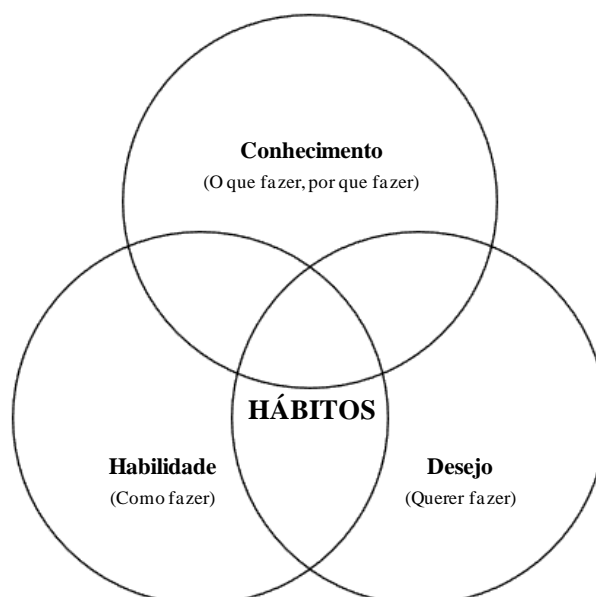 Conhecimento
(O que fazer, por que fazer)
HÁBITOS
Habilidade
(Como fazer)
Desejo
(Querer fazer)